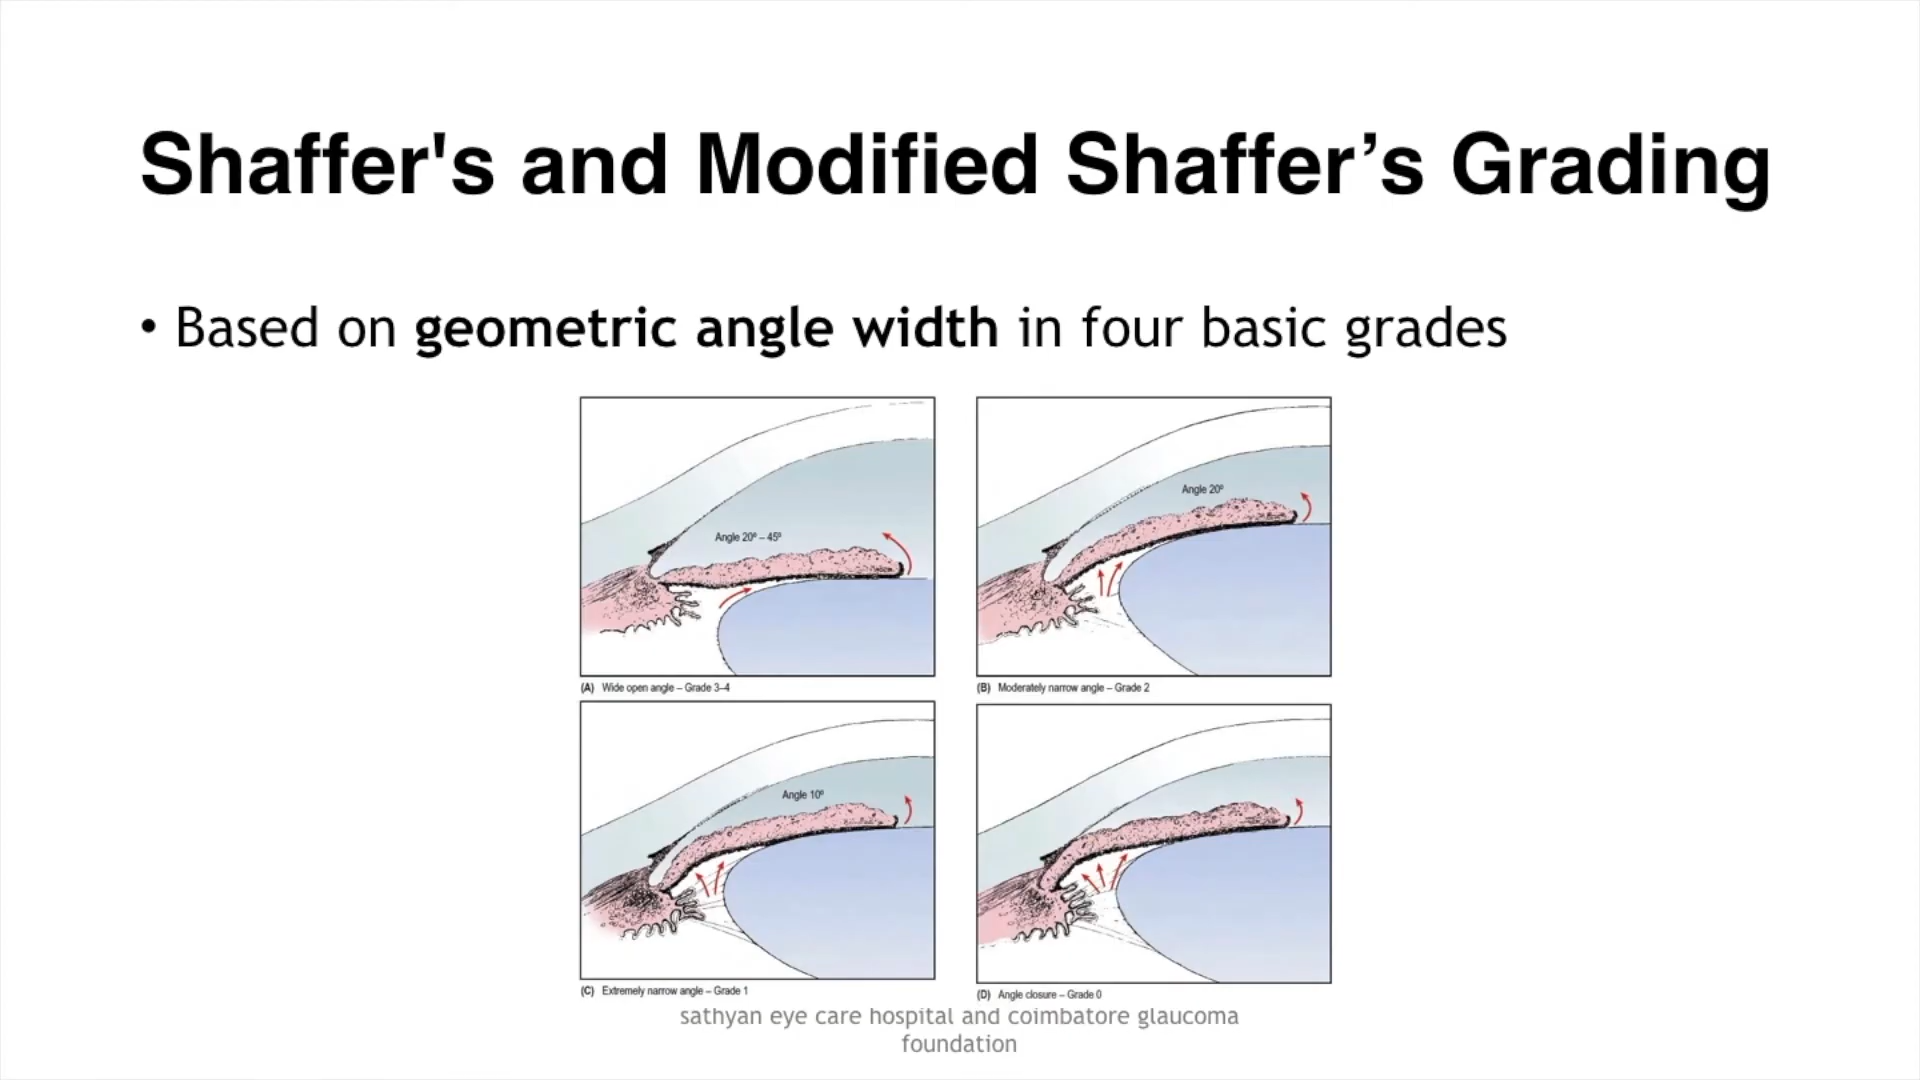 Shaffer's and Modified Shaffer’s Grading
• Based on geometric angle width in four basic grades
Angle 20º – 45º
(A) Wide open angle – Grade 3–4
Angle 20º
(B) Moderately narrow angle – Grade 2
Angle 10º
(C) Extremely narrow angle – Grade 1
(D) Angle closure – Grade 0
sathyan eye care hospital and coimbatore glaucoma
foundation